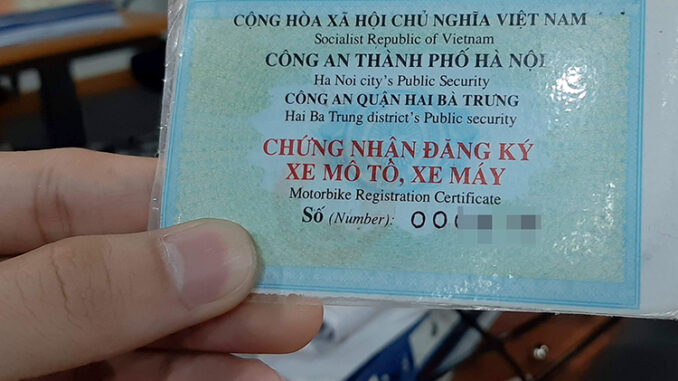 CỘNG HÒA XÃ HỘI CHỦ NGHĨA VIỆT NAM
Socialist Republic of Vietnam
CÔNG AN THÀNH PHỐ HÀ NỘI
Ha Noi city's Public Security
CÔNG AN QUẬN HAI BÀ TRƯNG
Hai Ba Trung district's Public security
CHỨNG NHẬN ĐĂNG KÝ
XE MÔ TÔ, XE MÁY
Motorbike Registration Certificate
Số (Number): 00